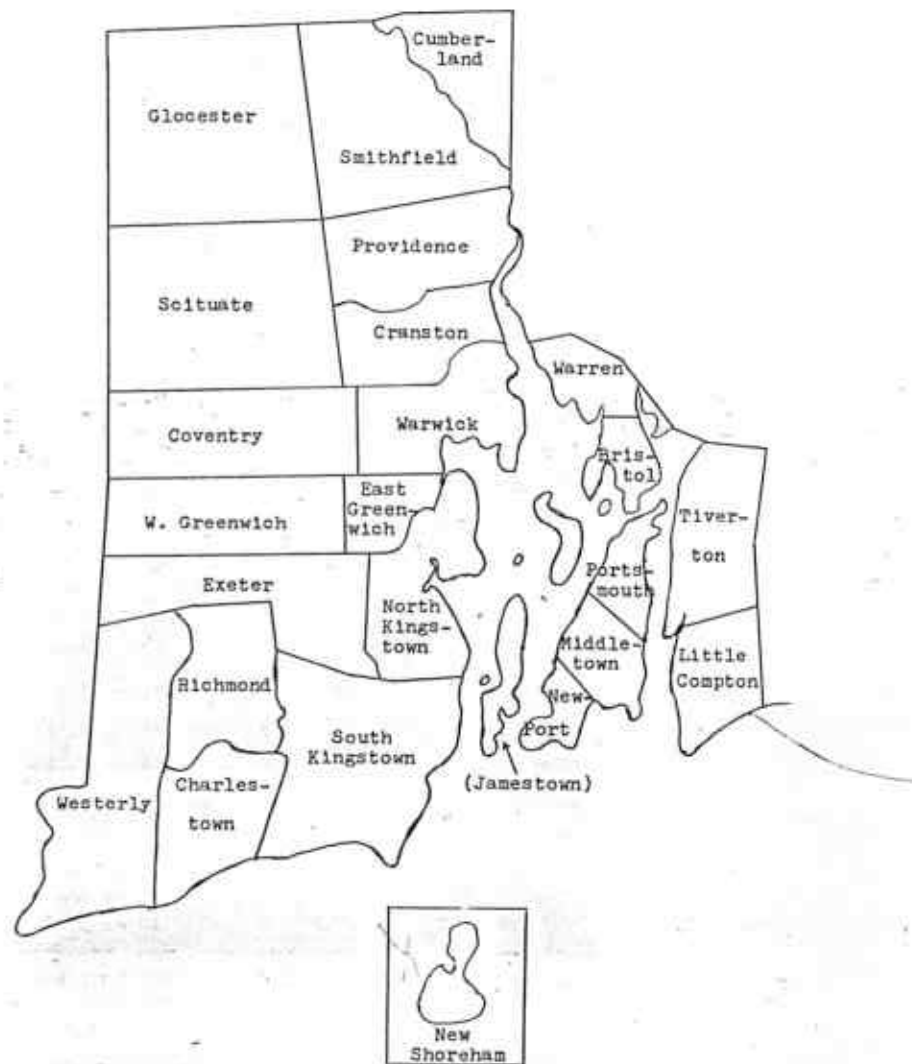 Cumber-
land
Glocester
Smithfield
Providence
Scituate
Cranston
Warren
Coventry
Warwick
Bris-
tol
W. Greenwich
East
Green-
wich
Tiver-
ton
Exeter
Ports-
mouth
North
Kings-
town
Middle-
town
Little
Compton
Richmond
New-
Port
South
Kingstown
(Jamestown)
Westerly
Charles-
town
New
Shoreham